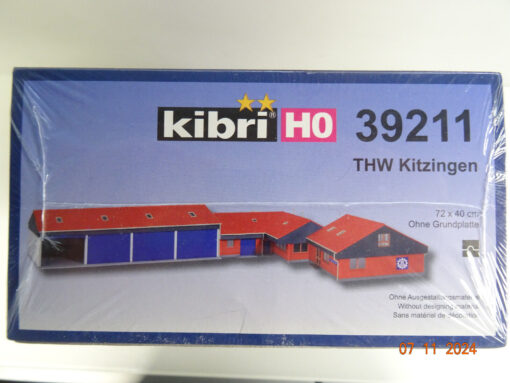 kibri® H0 39211
THW Kitzingen
72 x 40 cm
Ohne Grundplatte
Ohne Ausgestaltungsmaterial
Without designing material
Sans matériel de décoration
07 11 2024